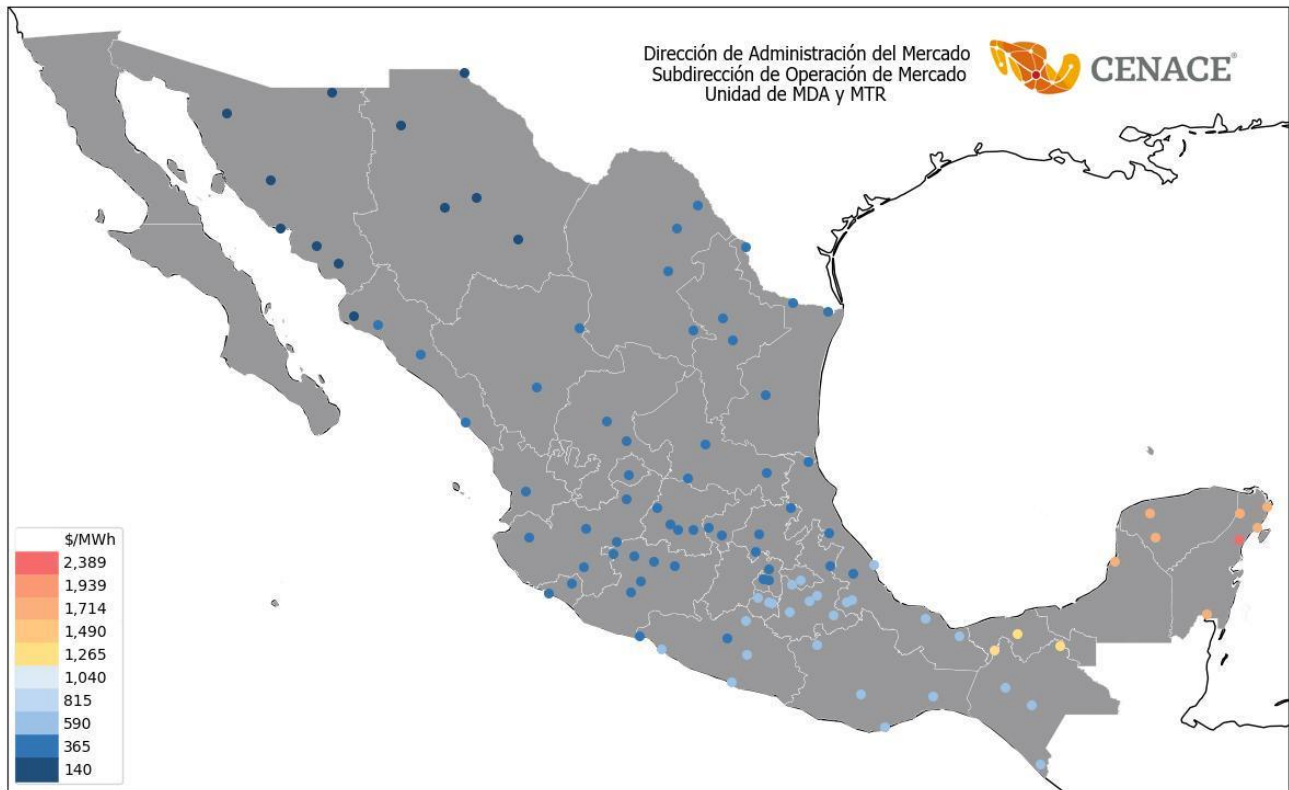 Dirección de Administración del Mercado
Subdirección de Operación de Mercado
Unidad de MDA y MTR
CENACE®
$/MWh
2,389
1,939
1,714
1,490
1,265
1,040
815
590
365
140